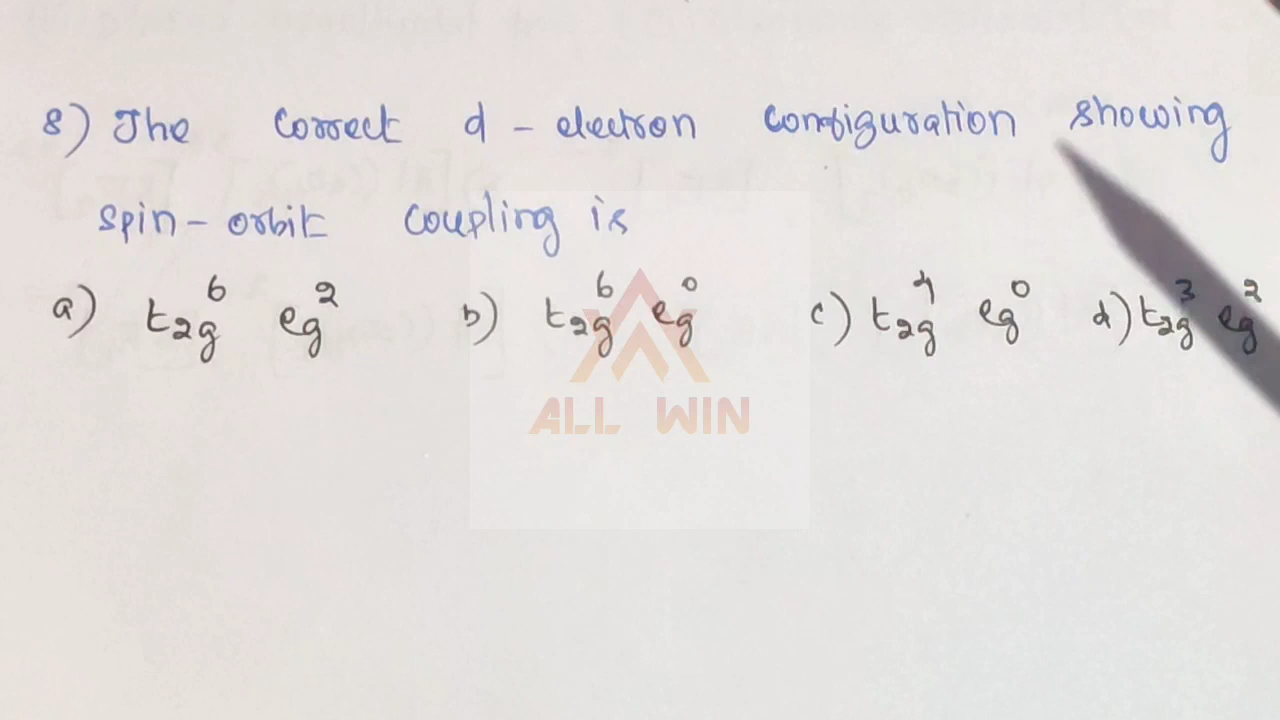 8) The correct d-electron configuration showing
spin-orbit coupling is
a) t₂g⁶ eg² b) t₂g⁶ eg⁰ c) t₂g⁴ eg⁰ d) t₂g³ eg²
ALL WIN